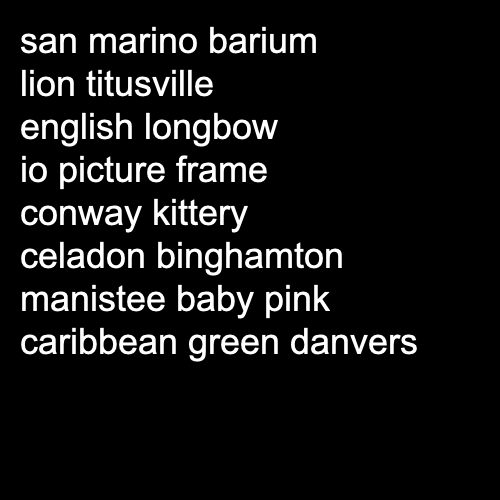 san marino barium
lion titusville
english longbow
io picture frame
conway kittery
celadon binghamton
manistee baby pink
caribbean green danvers